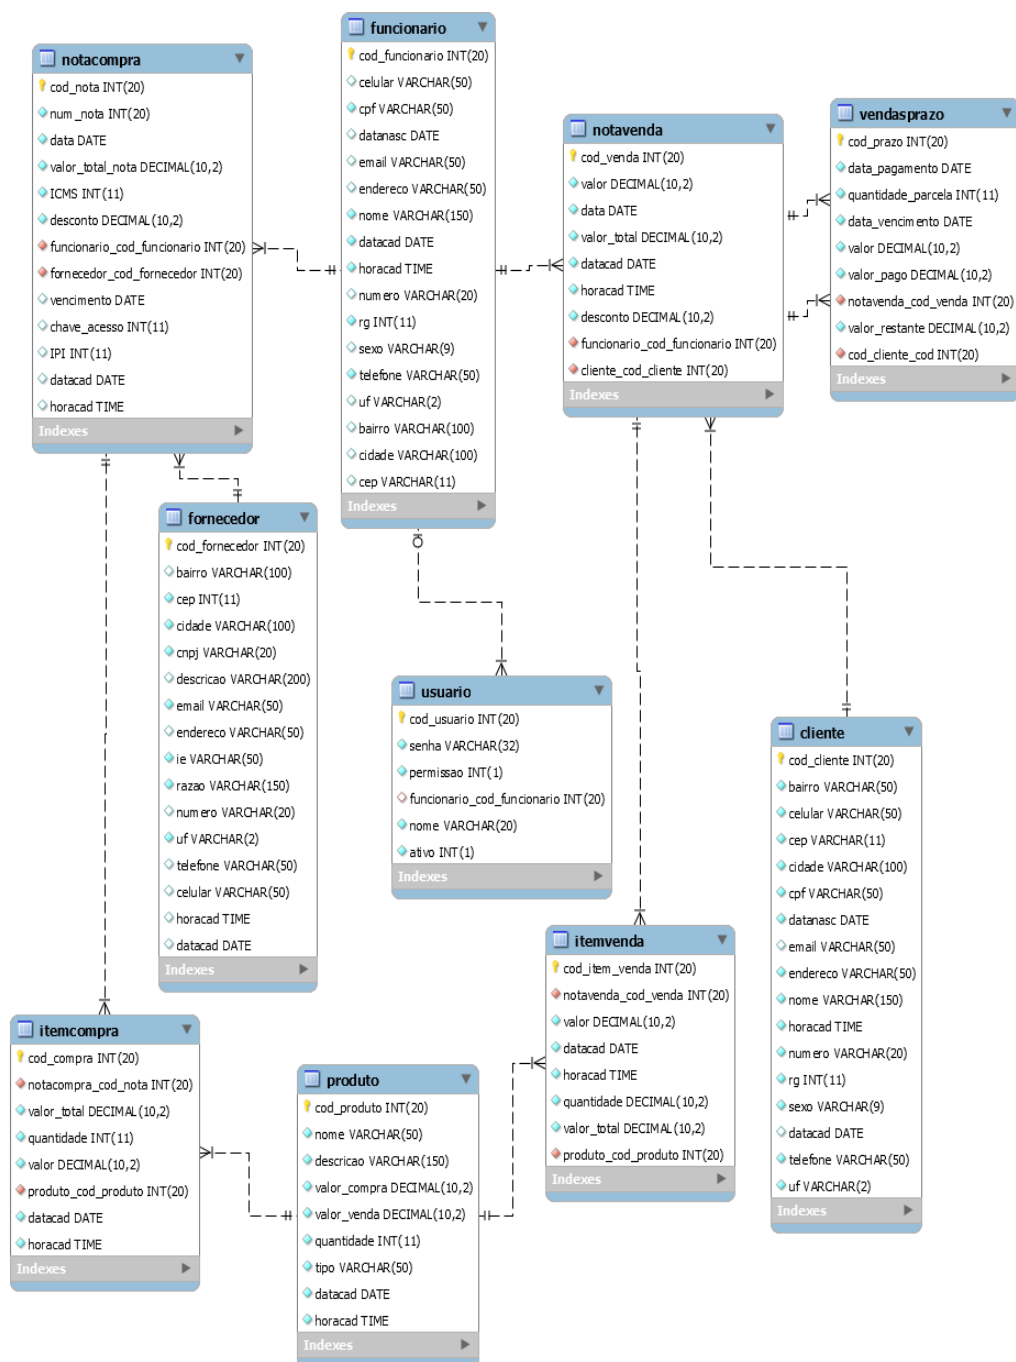 notacompra
cod_nota INT(20)
num_nota INT(20)
data DATE
valor_total_nota DECIMAL(10,2)
ICMS INT(11)
desconto DECIMAL(10,2)
funcionario_cod_funcionario INT(20)
fornecedor_cod_fornecedor INT(20)
vencimento DATE
chave_acesso INT(11)
IPI INT(11)
datacad DATE
horacad TIME
Indexes
funcionario
cod_funcionario INT(20)
celular VARCHAR(50)
cpf VARCHAR(50)
datanasc DATE
email VARCHAR(50)
endereco VARCHAR(50)
nome VARCHAR(150)
datacad DATE
horacad TIME
numero VARCHAR(20)
rg INT(11)
sexo VARCHAR(9)
telefone VARCHAR(50)
uf VARCHAR(2)
bairro VARCHAR(100)
cidade VARCHAR(100)
cep VARCHAR(11)
Indexes
notavenda
cod_venda INT(20)
valor DECIMAL(10,2)
data DATE
valor_total DECIMAL(10,2)
datacad DATE
horacad TIME
desconto DECIMAL(10,2)
funcionario_cod_funcionario INT(20)
cliente_cod_cliente INT(20)
Indexes
vendasprazo
cod_prazo INT(20)
data_pagamento DATE
quantidade_parcela INT(11)
data_vencimento DATE
valor DECIMAL(10,2)
valor_pago DECIMAL(10,2)
notavenda_cod_venda INT(20)
valor_restante DECIMAL(10,2)
cod_cliente_cod INT(20)
Indexes
fornecedor
cod_fornecedor INT(20)
bairro VARCHAR(100)
cep INT(11)
cidade VARCHAR(100)
cnpj VARCHAR(20)
descricao VARCHAR(200)
email VARCHAR(50)
endereco VARCHAR(50)
ie VARCHAR(50)
razao VARCHAR(150)
numero VARCHAR(20)
uf VARCHAR(2)
telefone VARCHAR(50)
celular VARCHAR(50)
horacad TIME
datacad DATE
Indexes
usuario
cod_usuario INT(20)
senha VARCHAR(32)
permissao INT(1)
funcionario_cod_funcionario INT(20)
nome VARCHAR(20)
ativo INT(1)
Indexes
cliente
cod_cliente INT(20)
bairro VARCHAR(50)
celular VARCHAR(50)
cep VARCHAR(11)
cidade VARCHAR(100)
cpf VARCHAR(50)
datanasc DATE
email VARCHAR(50)
endereco VARCHAR(50)
nome VARCHAR(150)
horacad TIME
numero VARCHAR(20)
rg INT(11)
sexo VARCHAR(9)
datacad DATE
telefone VARCHAR(50)
uf VARCHAR(2)
Indexes
itemvenda
cod_item_venda INT(20)
notavenda_cod_venda INT(20)
valor DECIMAL(10,2)
datacad DATE
horacad TIME
quantidade DECIMAL(10,2)
valor_total DECIMAL(10,2)
produto_cod_produto INT(20)
Indexes
itemcompra
cod_compra INT(20)
notacompra_cod_nota INT(20)
valor_total DECIMAL(10,2)
quantidade INT(11)
valor DECIMAL(10,2)
produto_cod_produto INT(20)
datacad DATE
horacad TIME
Indexes
produto
cod_produto INT(20)
nome VARCHAR(50)
descricao VARCHAR(150)
valor_compra DECIMAL(10,2)
valor_venda DECIMAL(10,2)
quantidade INT(11)
tipo VARCHAR(50)
datacad DATE
horacad TIME
Indexes